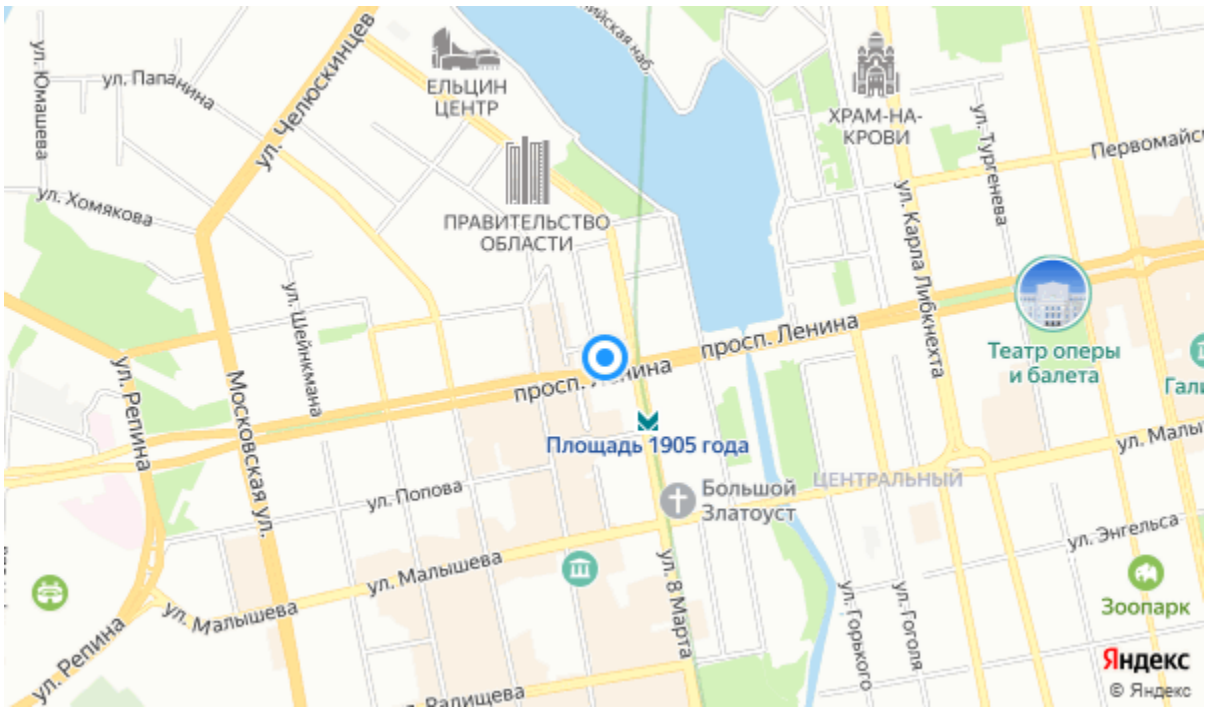 ул. Юмашева
ул. Папанина
ул. Челюскинцев
ЕЛЬЦИН
ЦЕНТР
наб.
ХРАМ-НА-
КРОВИ
ул. Тургенева
Первомайс
ул. Хомякова
ПРАВИТЕЛЬСТВО
ОБЛАСТИ
ул. Карла Либкнехта
ул. Шейнкмана
просп. Ленина
просп. Ленина
Театр оперы
и балета
Гали
ул. Репина
Московская ул.
Площадь 1905 года
ул. Малы
ул. Попова
Большой
Златоуст
ЦЕНТРАЛЬНЫЙ
ул. Энгельса
ул. Малышева
ул. 8 Марта
ул. Горького
ул. Гоголя
Зоопарк
ул. Малышева
ул. Репина
Яндекс
© Яндекс